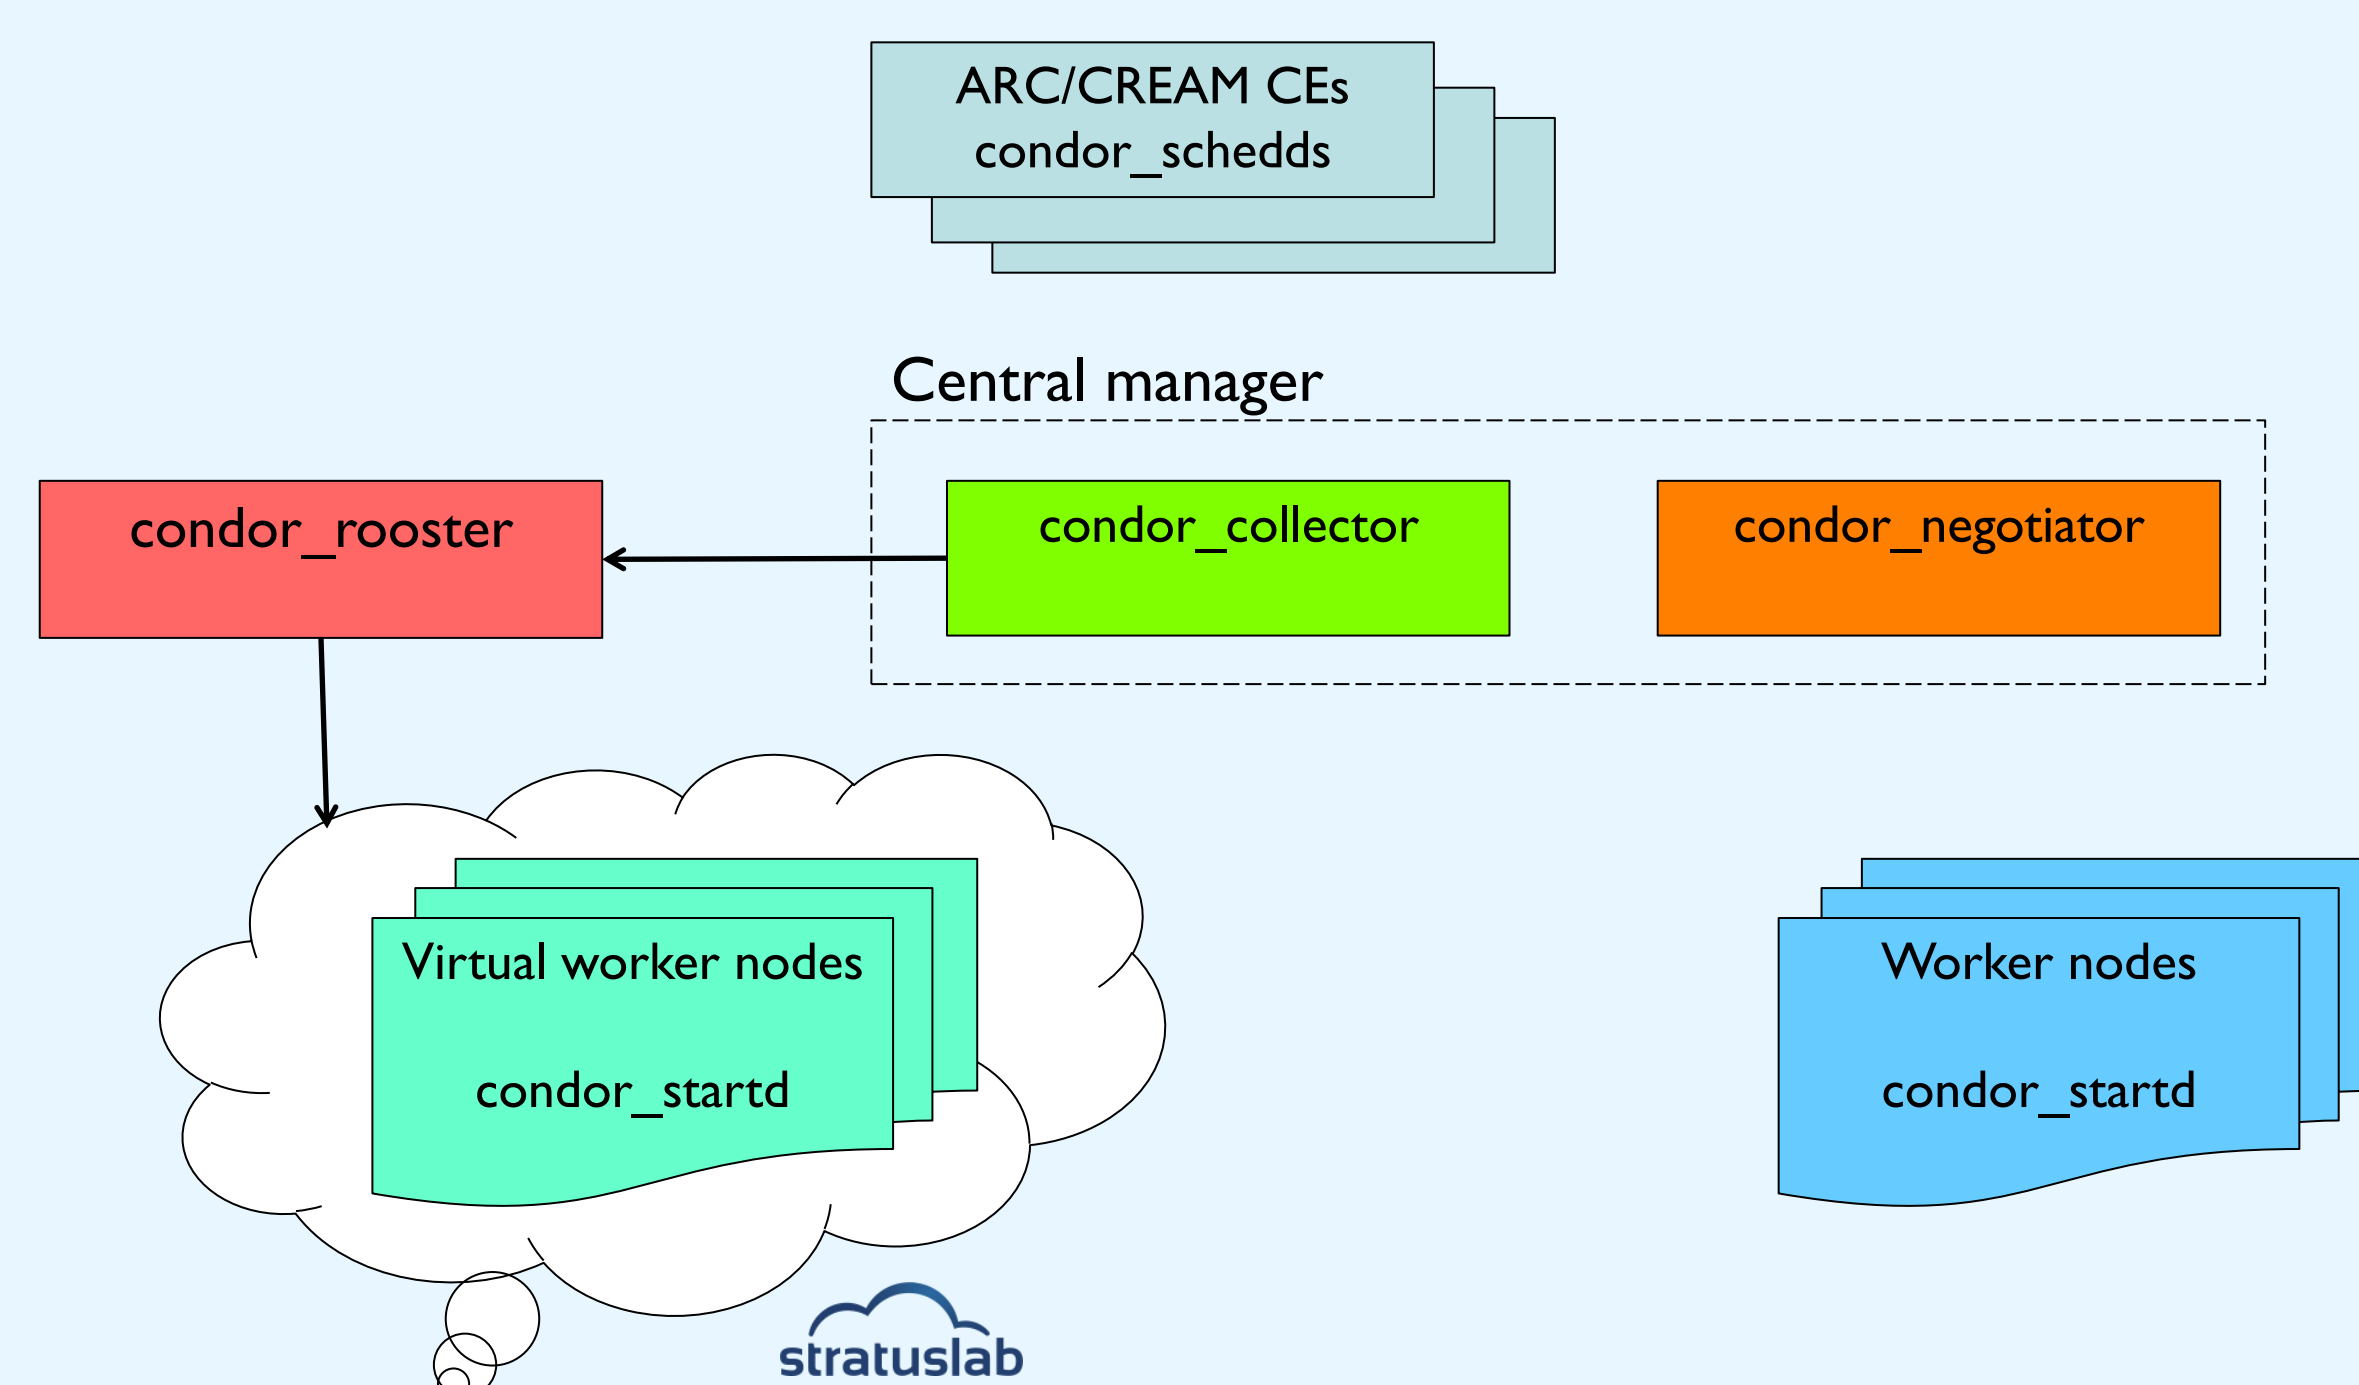 ARC/CREAM CEs
condor_schedds
Central manager
condor_rooster
condor_collector
condor_negotiator
Virtual worker nodes
condor_startd
Worker nodes
condor_startd
stratuslab